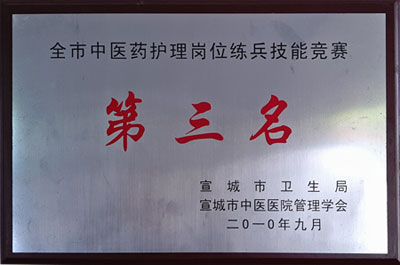 全市中医药护理岗位练兵技能竞赛
第三名
宣城市卫生局
宣城市中医医院管理学会
二0一0年九月